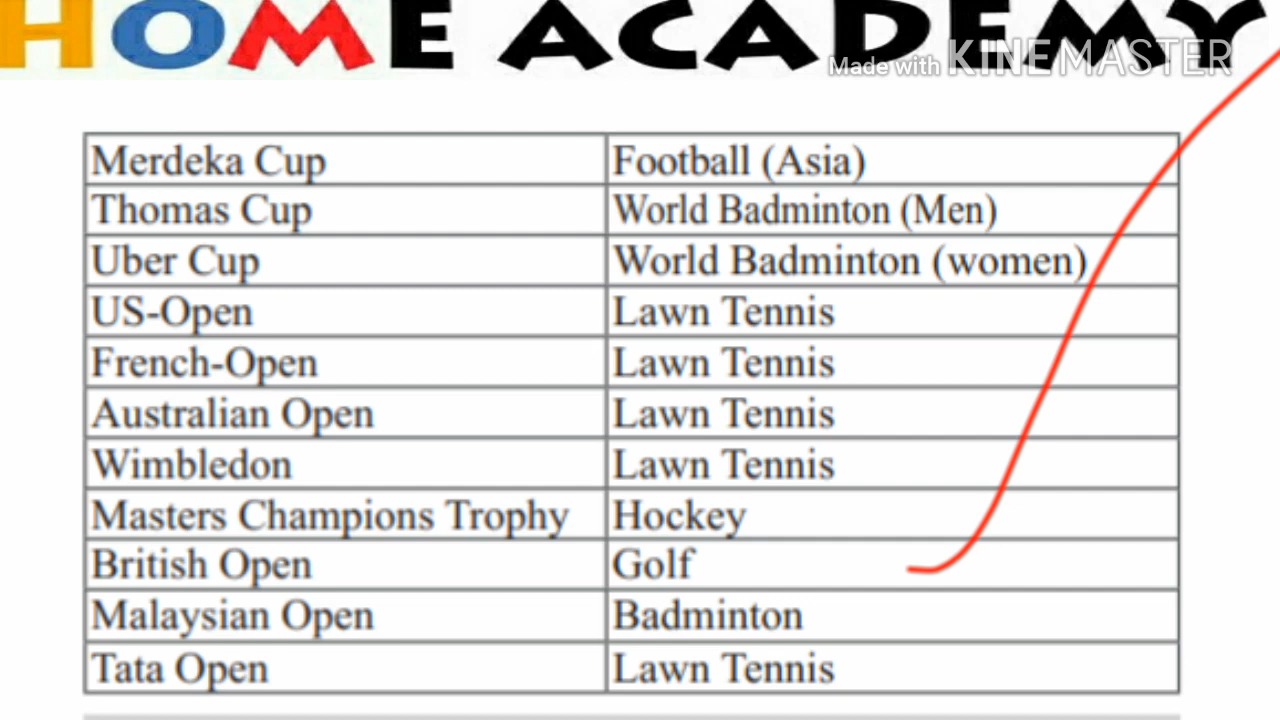 HOME ACADEMY
Made with KINEMASTER
Merdeka Cup Football (Asia)
Thomas Cup World Badminton (Men)
Uber Cup World Badminton (women)
US-Open Lawn Tennis
French-Open Lawn Tennis
Australian Open Lawn Tennis
Wimbledon Lawn Tennis
Masters Champions Trophy Hockey
British Open Golf
Malaysian Open Badminton
Tata Open Lawn Tennis